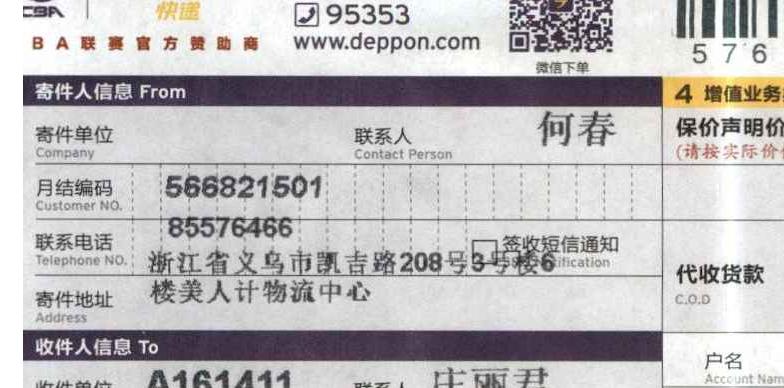 CBA 快递 95353
BA联赛官方赞助商 www.deppon.com
微信下单
576
寄件人信息 From
4 增值业务
寄件单位 联系人 何春
Company Contact Person
保价声明价
(请按实际价
月结编码 566821501
Customer NO.
85576466
联系电话 签收短信通知
Telephone NO. 浙江省义乌市凯吉路208号3号楼6
代收货款
寄件地址 楼美人计物流中心
C.O.D
Address
收件人信息 To
户名
Account Nam
收件单位 A161411 联系人 庄丽君